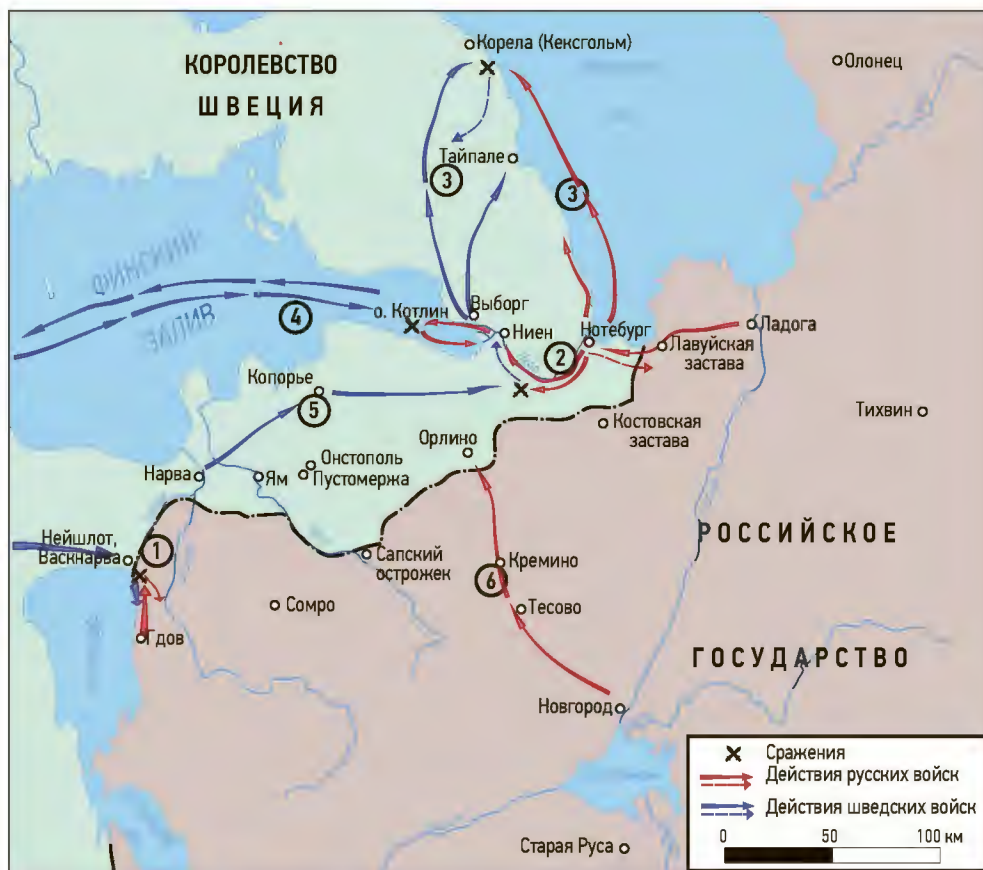 Корела (Кексгольм)
КОРОЛЕВСТВО
ШВЕЦИЯ
Олонец
Тайпале
3
3
ФИНСКИЙ
ЗАЛИВ
4
о. Котлин
Выборг
Ниен
Нотебург
Ладога
2
Лавуйская
застава
Копорье
5
Костовская
застава
Тихвин
Орлино
Нарва
Ям
Онстополь
Пустомержа
РОССИЙСКОЕ
Нейшлот,
Васкнарва
1
Сапский
острожек
Кремино
6
Сомро
Тесово
Гдов
ГОСУДАРСТВО
Новгород
Сражения
Действия русских войск
Действия шведских войск
0 50 100 км
Старая Руса